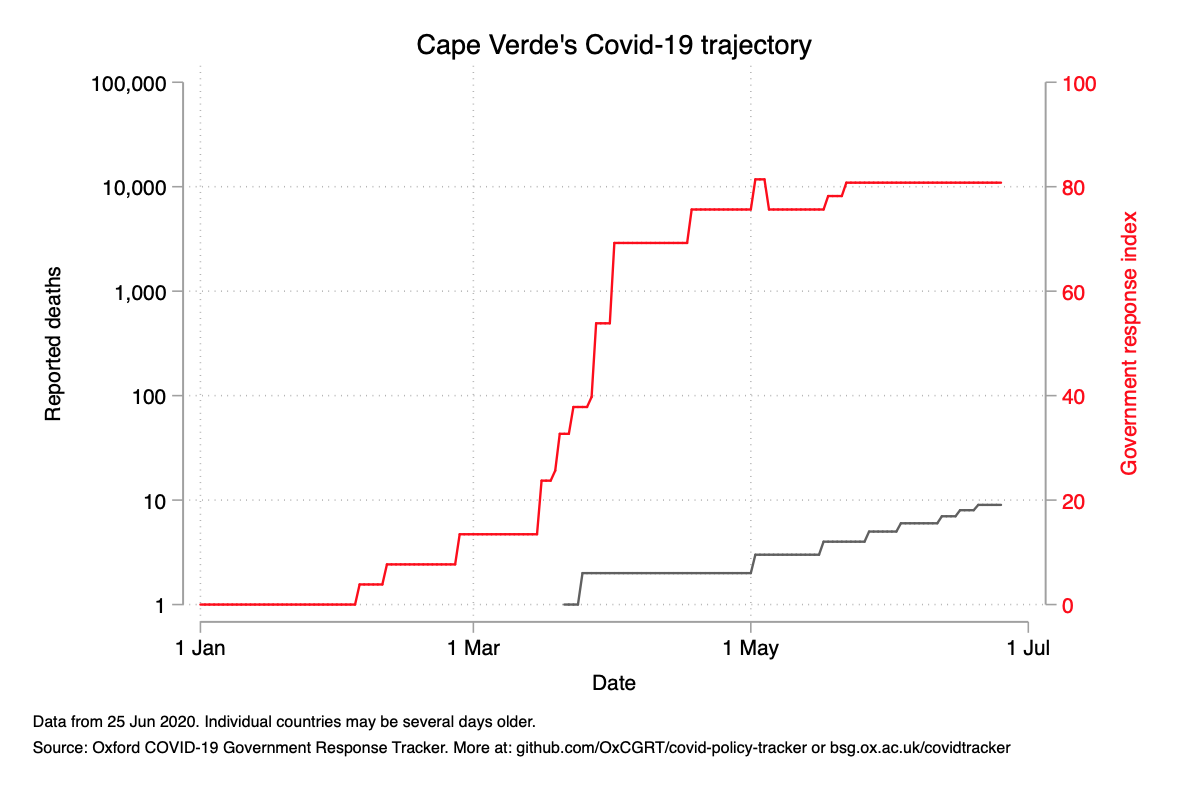 Cape Verde's Covid-19 trajectory
100,000
10,000
1,000
100
10
1
Reported deaths
100
80
60
40
20
0
Government response index
1 Jan
1 Mar
1 May
1 Jul
Date
Data from 25 Jun 2020. Individual countries may be several days older.
Source: Oxford COVID-19 Government Response Tracker. More at: github.com/OxCGRT/covid-policy-tracker or bsg.ox.ac.uk/covidtracker